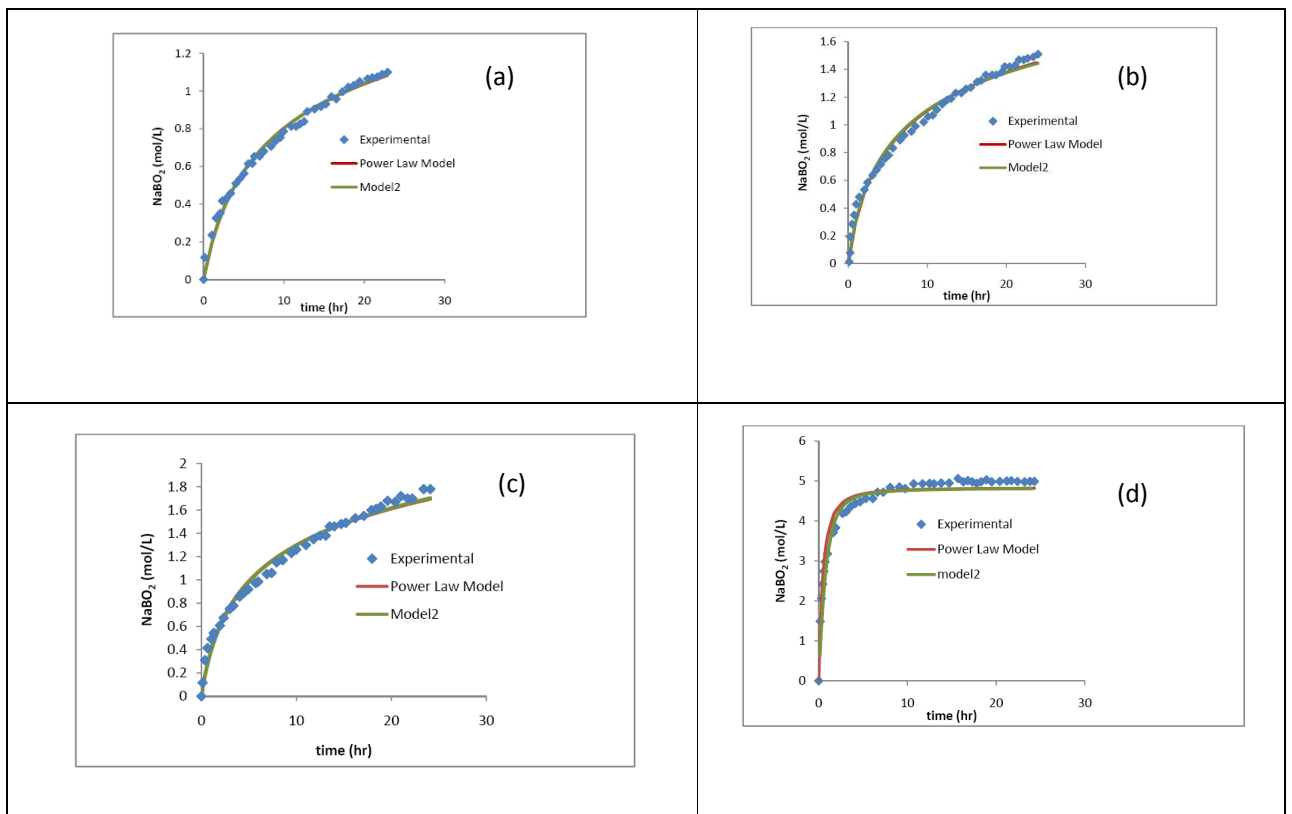 (a)
1.2
1
0.8
0.6
0.4
0.2
0
NaBO2 (mol/L)
Experimental
Power Law Model
Model2
0 10 20 30
time (hr)
(b)
1.6
1.4
1.2
1
0.8
0.6
0.4
0.2
0
NaBO2 (mol/L)
Experimental
Power Law Model
Model2
0 10 20 30
time (hr)
(c)
2
1.8
1.6
1.4
1.2
1
0.8
0.6
0.4
0.2
0
NaBO2 (mol/L)
Experimental
Power Law Model
Model2
0 10 20 30
time (hr)
(d)
6
5
4
3
2
1
0
NaBO2 (mol/L)
Experimental
Power Law Model
model2
0 10 20 30
time (hr)